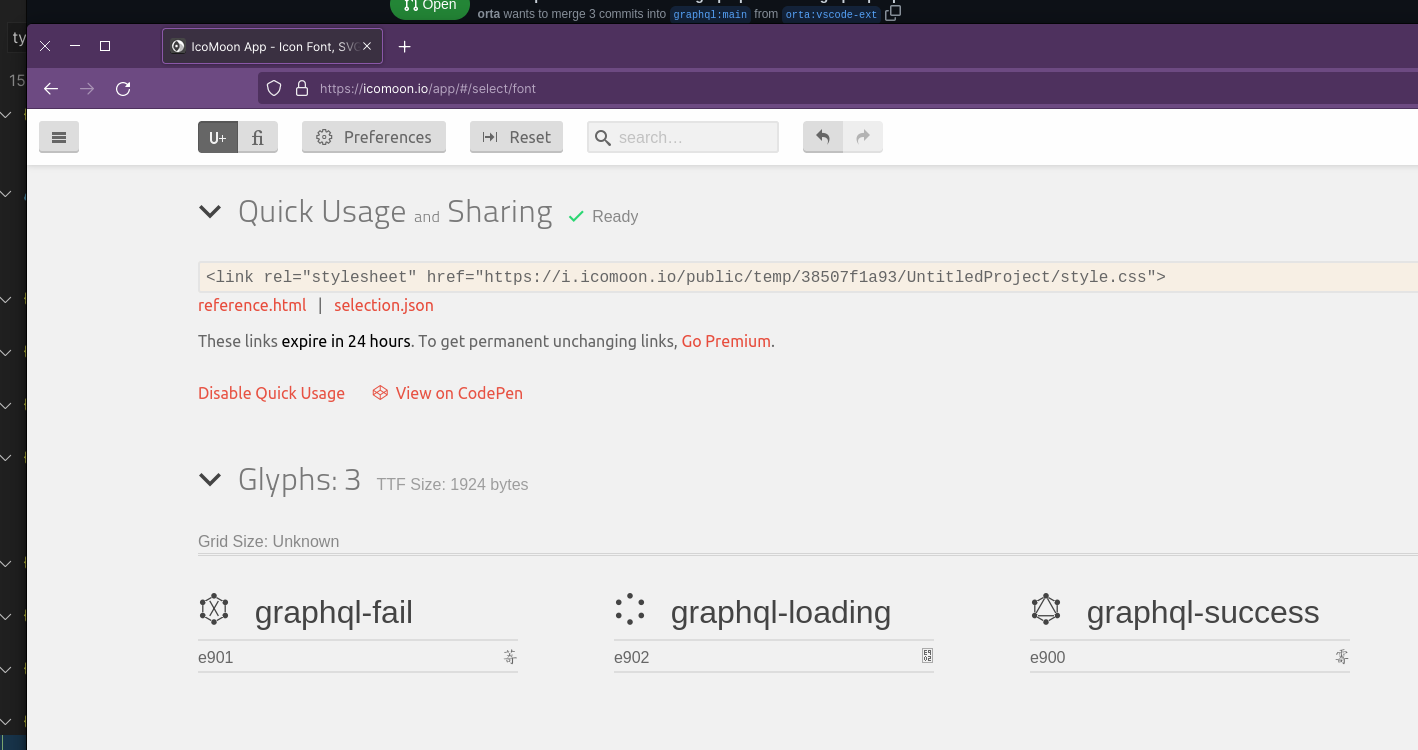 Open
orta wants to merge 3 commits into graphql:main from orta:vscode-ext
ty
15
IcoMoon App - Icon Font, SVG
https://icomoon.io/app/#/select/font
U+ fi Preferences Reset search…
Quick Usage and Sharing Ready
<link rel="stylesheet" href="https://i.icomoon.io/public/temp/38507f1a93/UntitledProject/style.css">
reference.html | selection.json
These links expire in 24 hours. To get permanent unchanging links, Go Premium.
Disable Quick Usage View on CodePen
Glyphs: 3 TTF Size: 1924 bytes
Grid Size: Unknown
graphql-fail graphql-loading graphql-success
e901 e902 e900